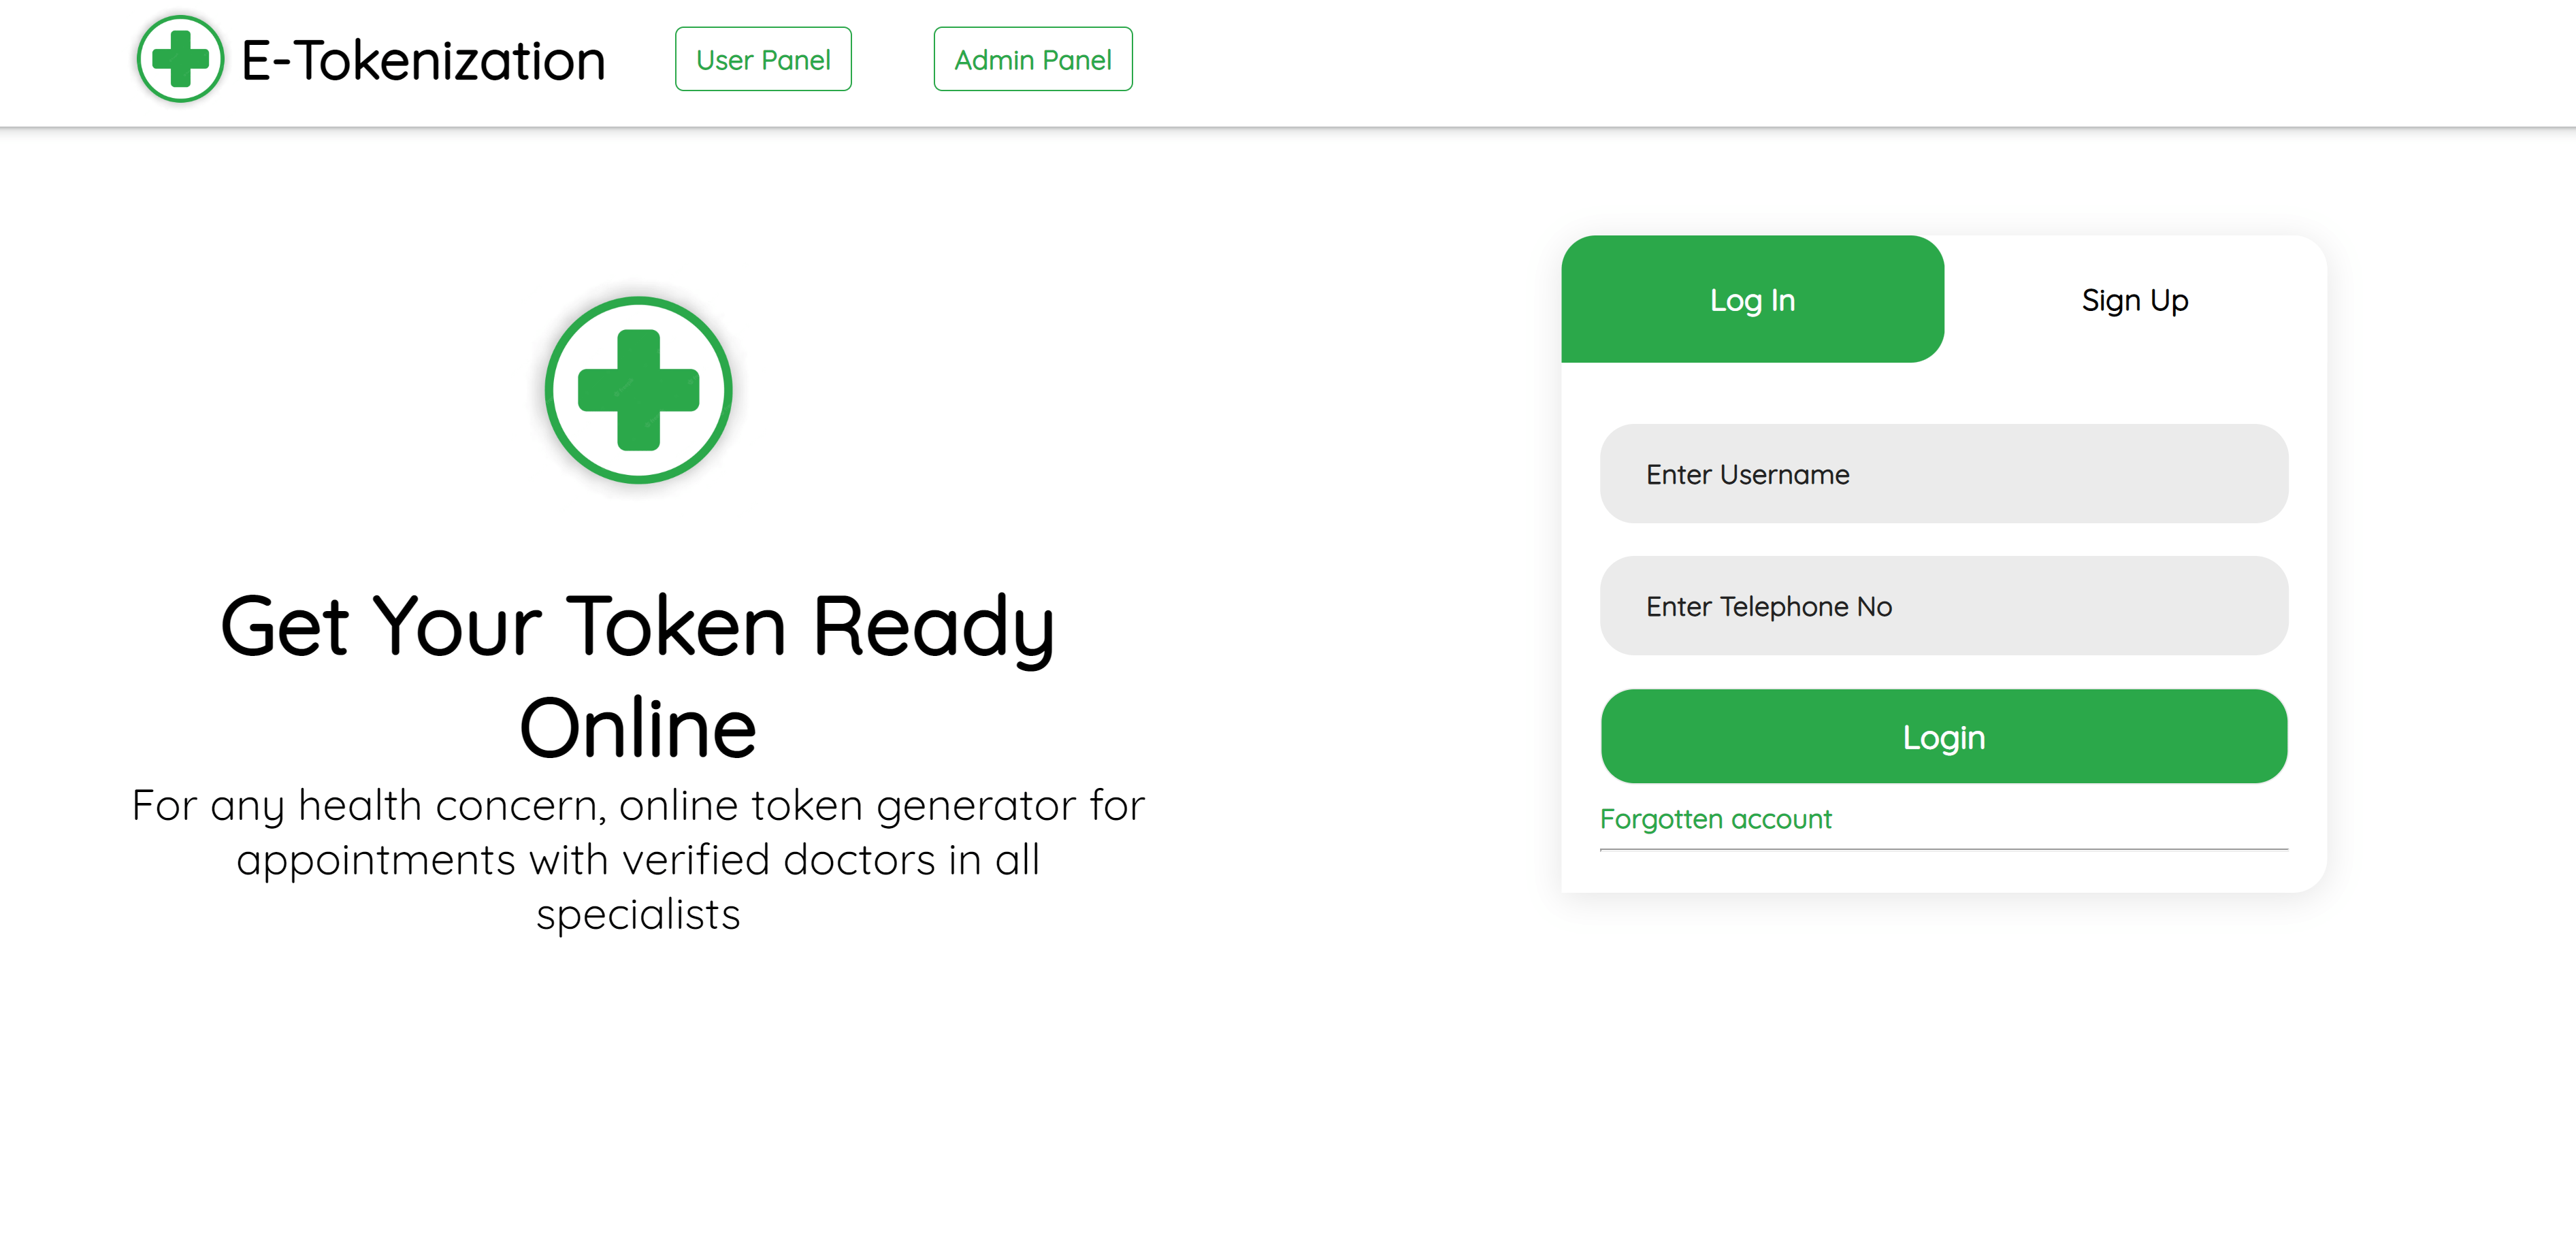 E-Tokenization
User Panel
Admin Panel
Get Your Token Ready
Online
For any health concern, online token generator for
appointments with verified doctors in all
specialists
Log In
Sign Up
Enter Username
Enter Telephone No
Login
Forgotten account